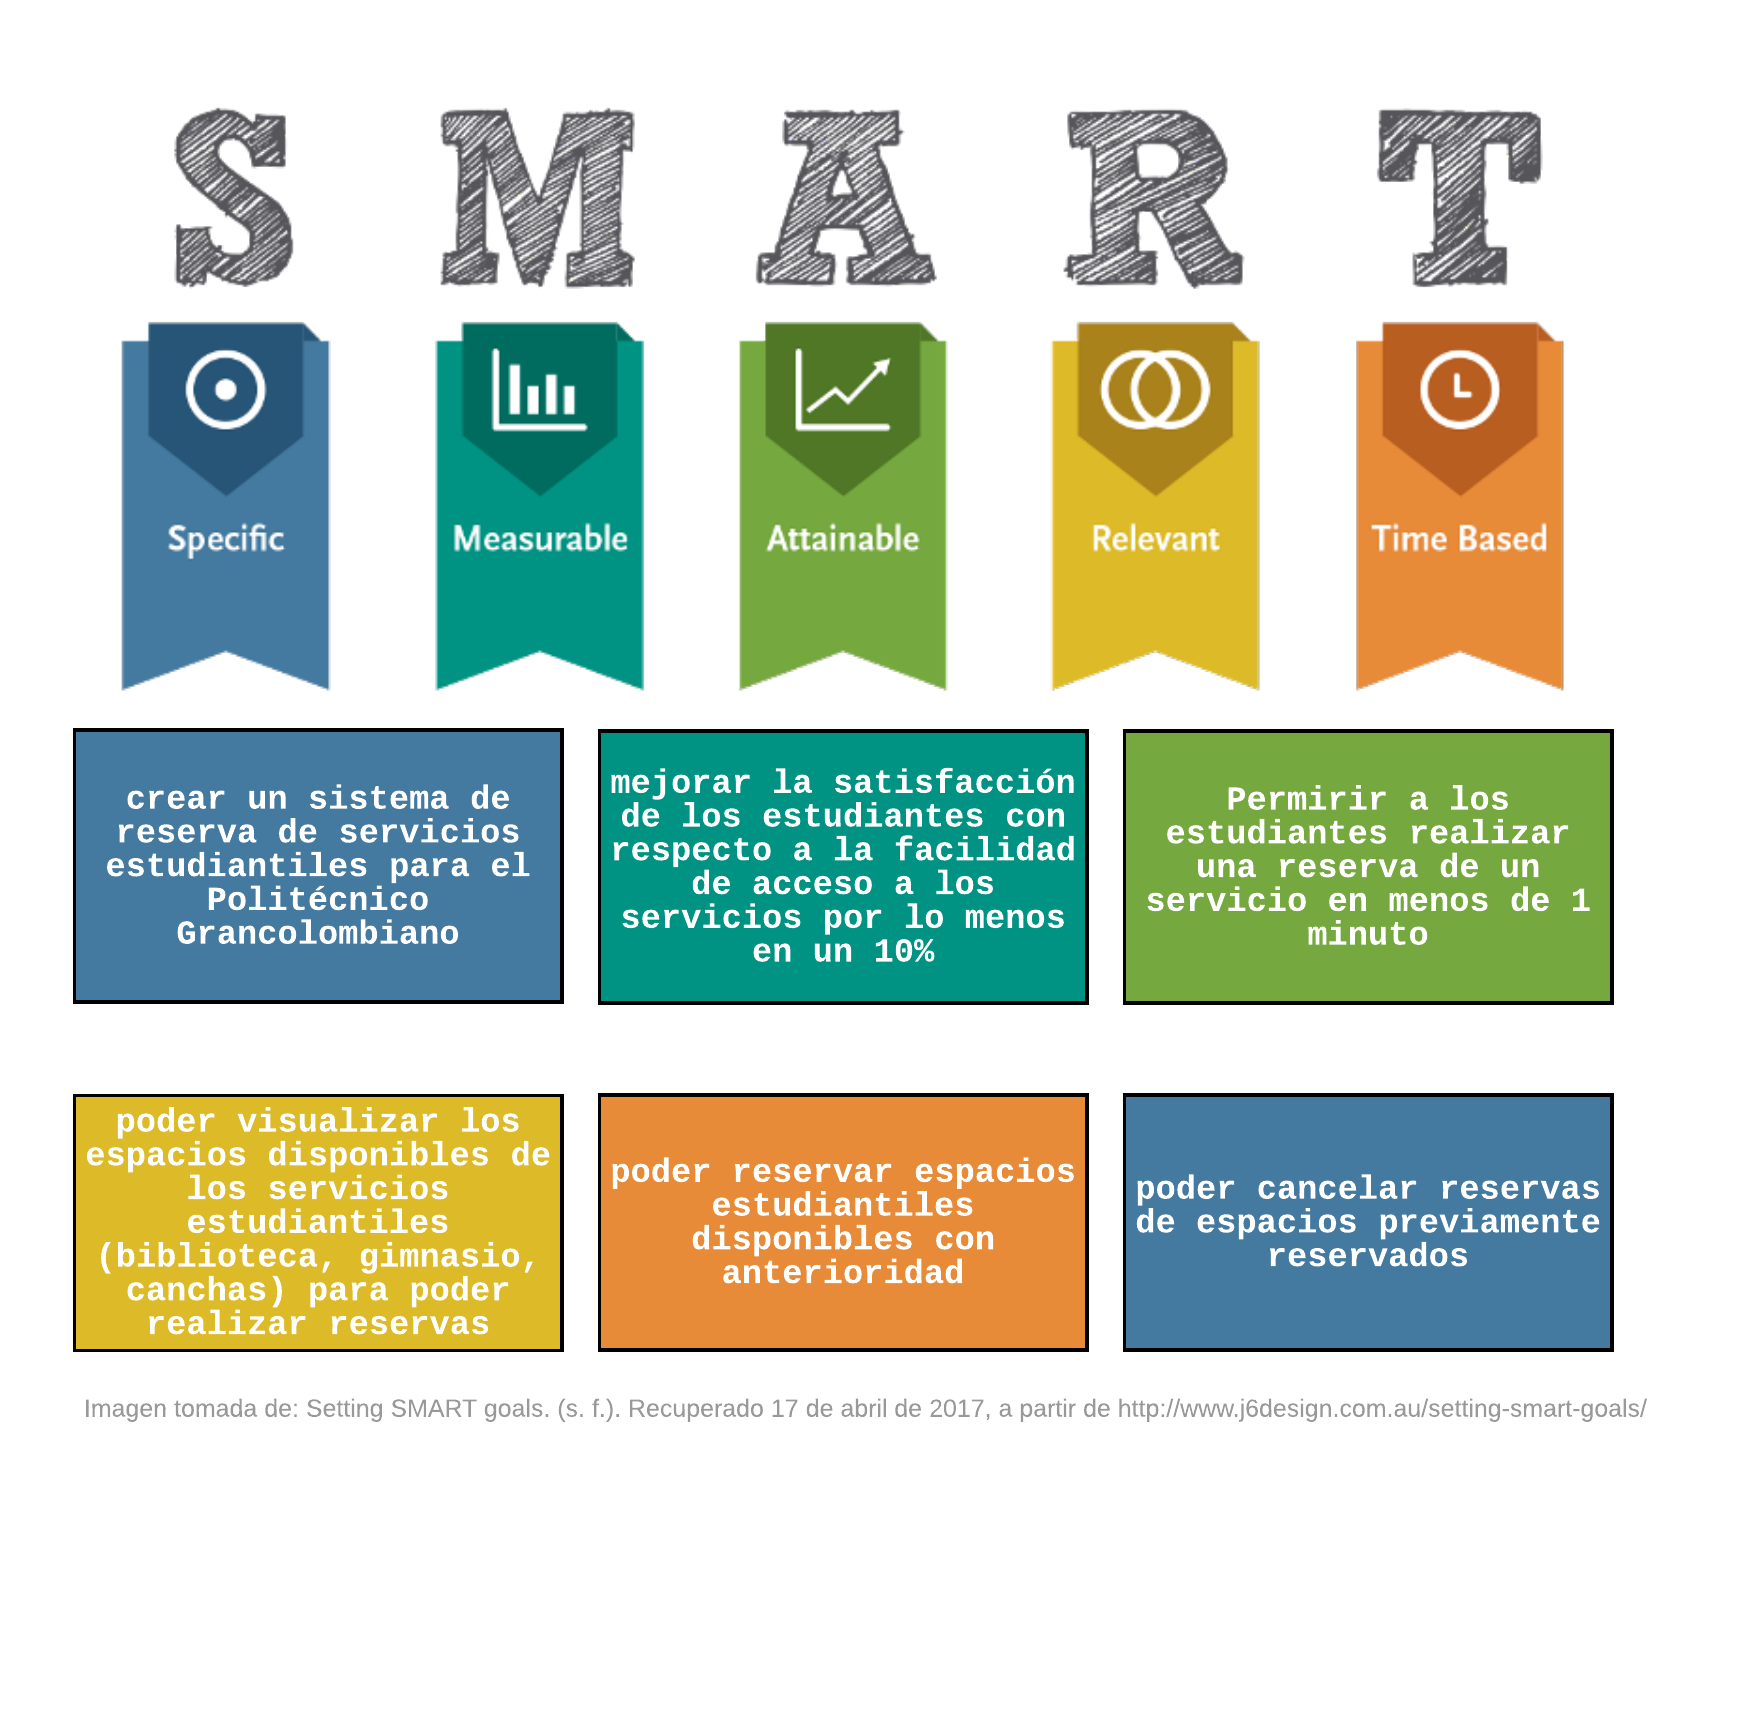 S M A R T
Specific
Measurable
Attainable
Relevant
Time Based
crear un sistema de
reserva de servicios
estudiantiles para el
Politécnico
Grancolombiano
mejorar la satisfacción
de los estudiantes con
respecto a la facilidad
de acceso a los
servicios por lo menos
en un 10%
Permirir a los
estudiantes realizar
una reserva de un
servicio en menos de 1
minuto
poder visualizar los
espacios disponibles de
los servicios
estudiantiles
(biblioteca, gimnasio,
canchas) para poder
realizar reservas
poder reservar espacios
estudiantiles
disponibles con
anterioridad
poder cancelar reservas
de espacios previamente
reservados
Imagen tomada de: Setting SMART goals. (s. f.). Recuperado 17 de abril de 2017, a partir de http://www.j6design.com.au/setting-smart-goals/